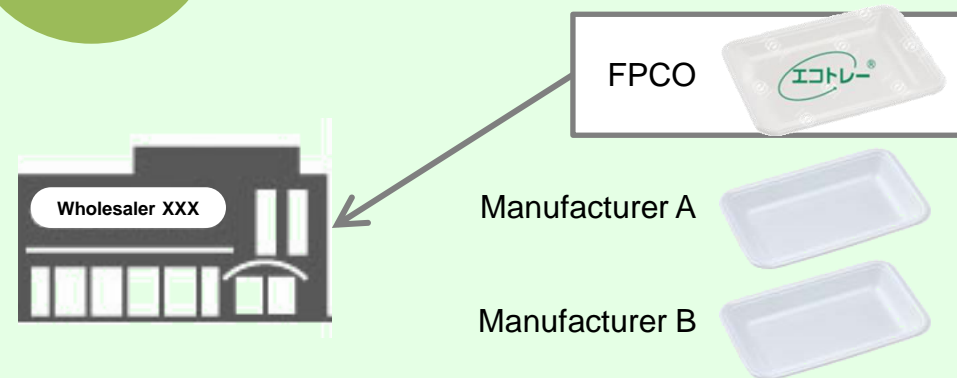 FPCO
エコトレー®
Wholesaler XXX
Manufacturer A
Manufacturer B